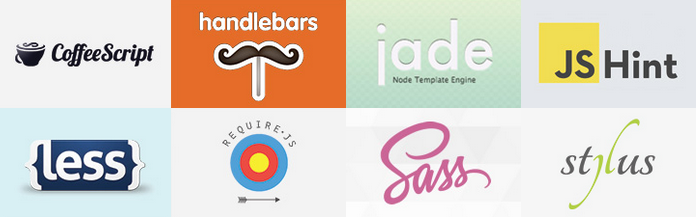 CoffeeScript
handlebars
jade
Node Template Engine
JS Hint
{less}
REQUIRE·JS
Sass
stylus